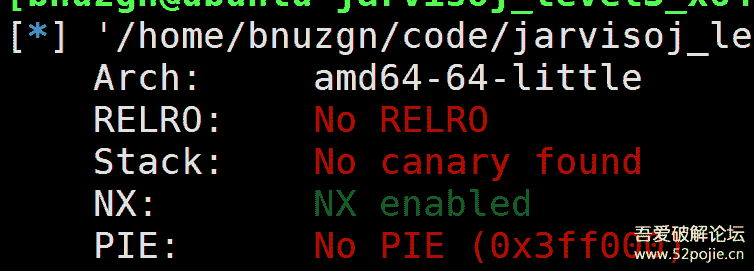 [*] '/home/bnuzgn/code/jarvisoj_le
Arch: amd64-64-little
RELRO: No RELRO
Stack: No canary found
NX: NX enabled
PIE: No PIE (0x3ff000)
吾爱破解论坛
www.52pojie.cn